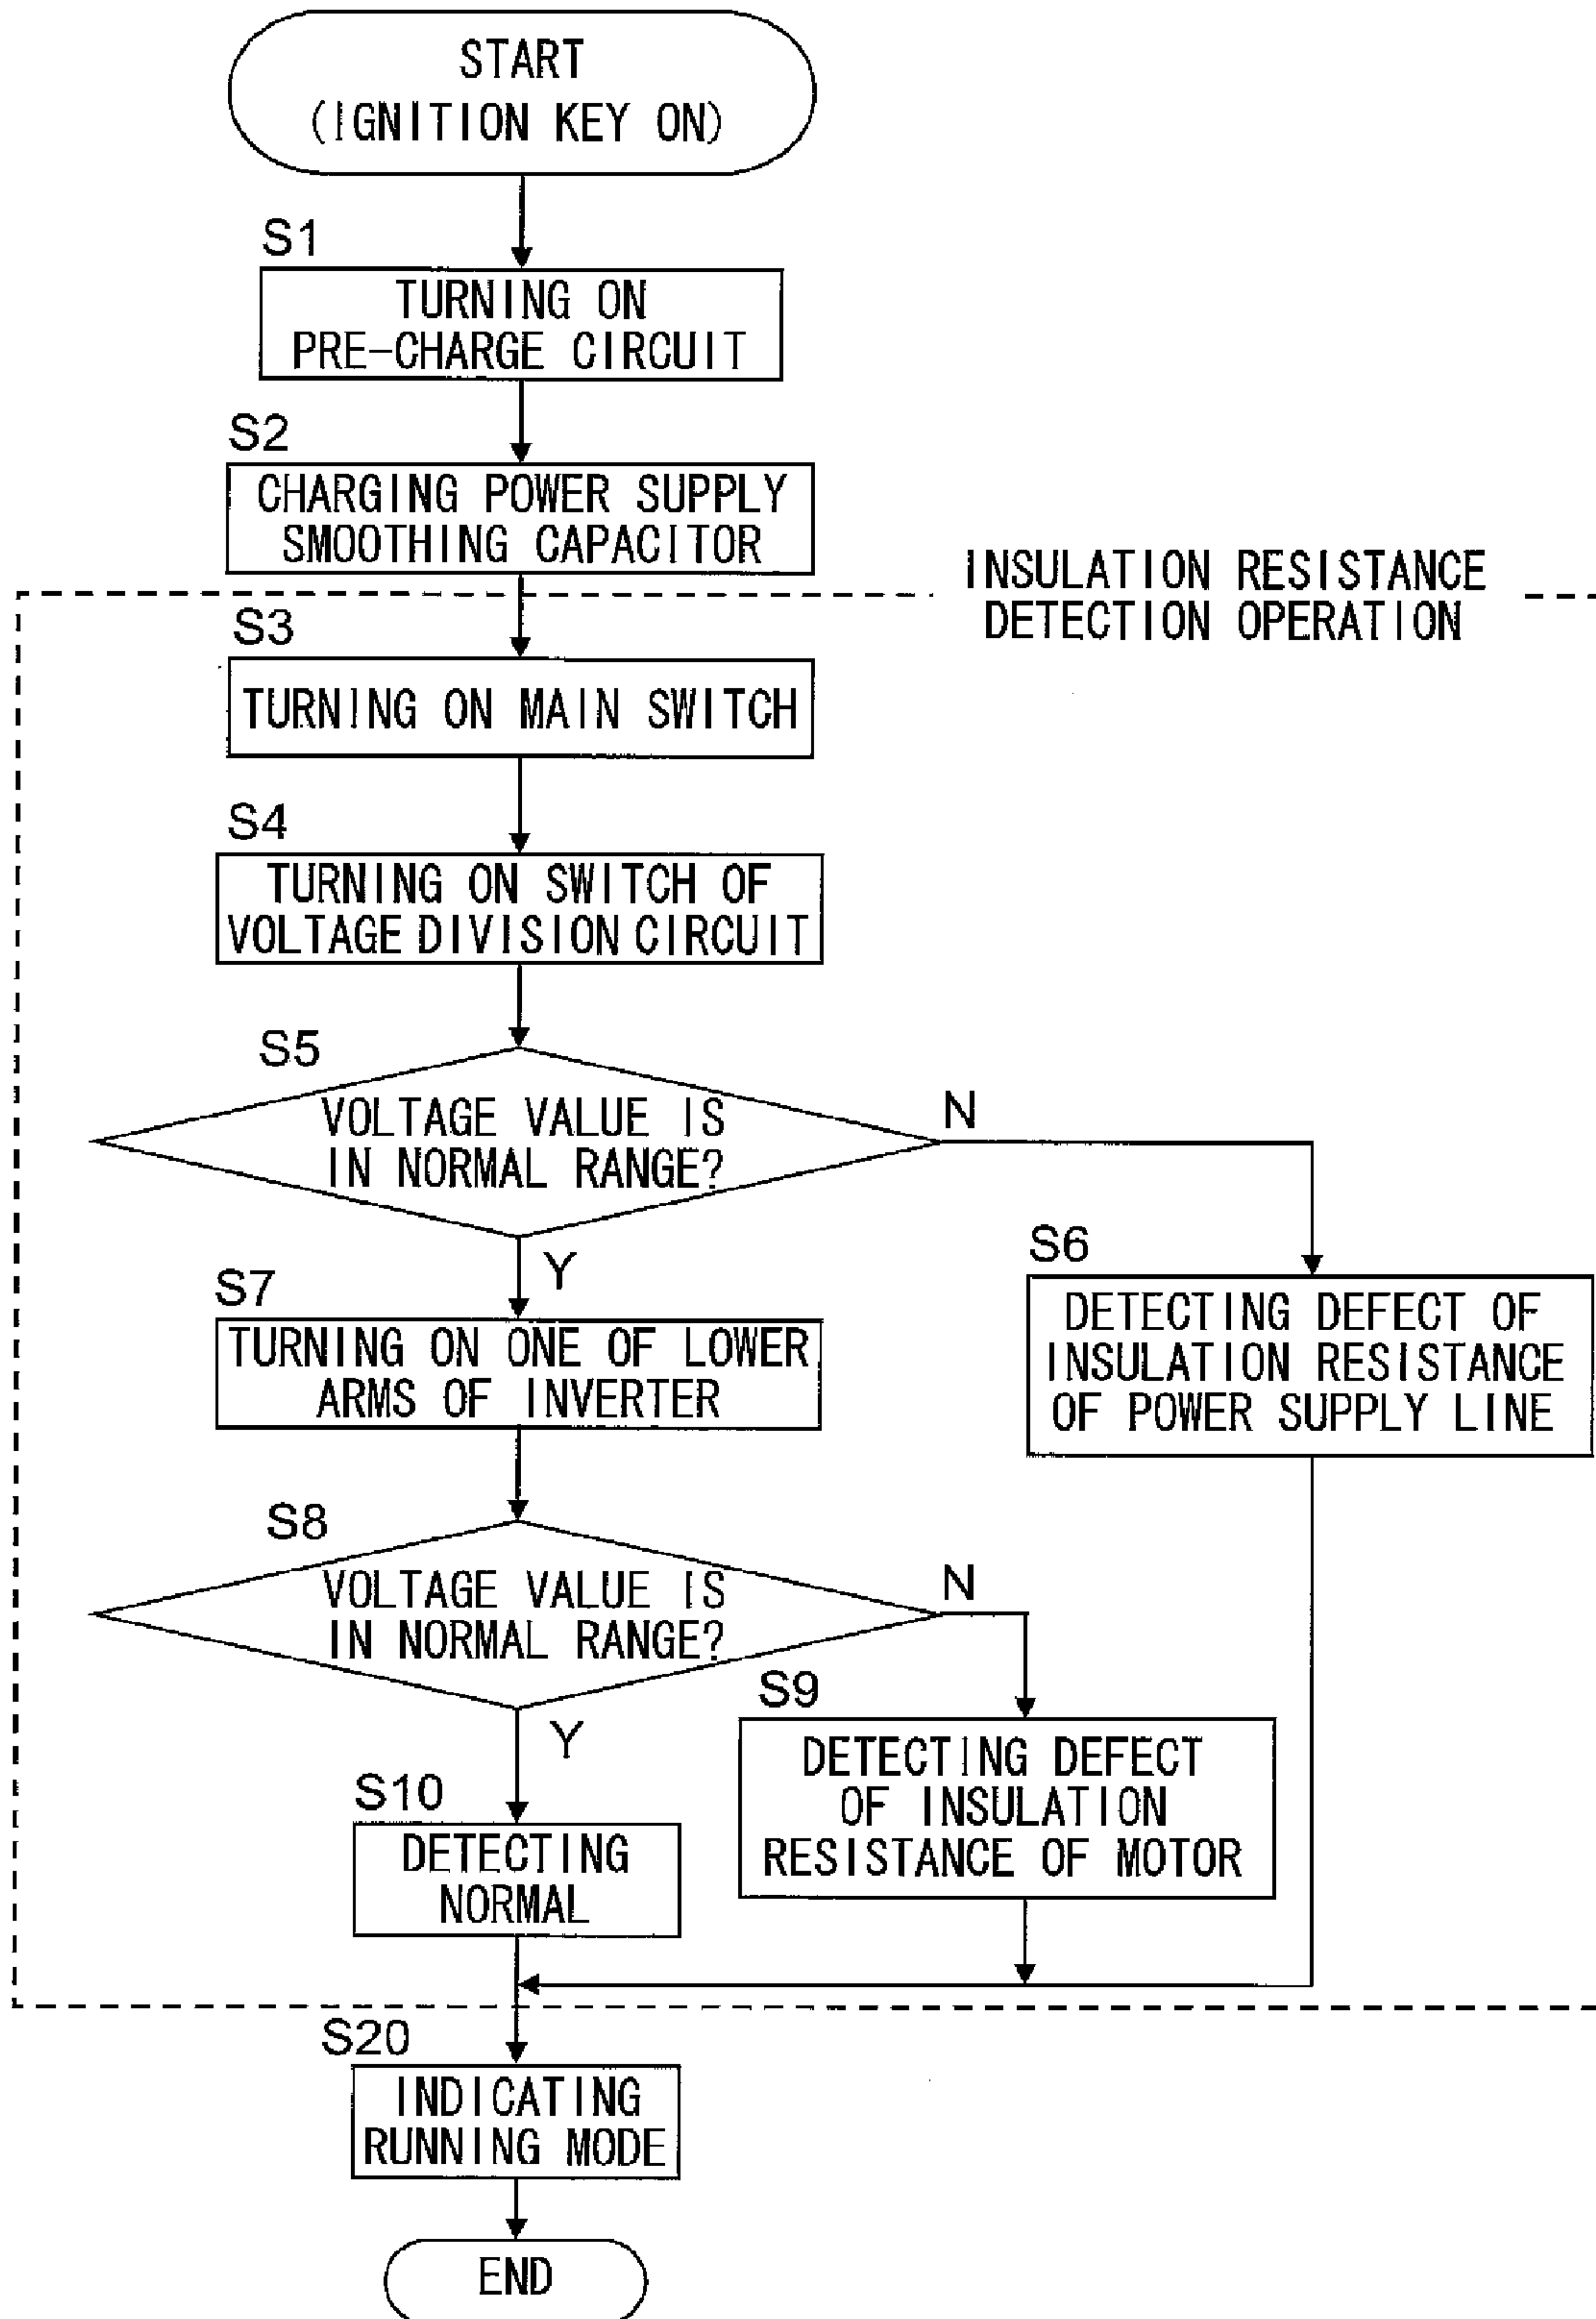 START
(IGNITION KEY ON)
S1
TURNING ON
PRE-CHARGE CIRCUIT
S2
CHARGING POWER SUPPLY
SMOOTHING CAPACITOR
INSULATION RESISTANCE
DETECTION OPERATION
S3
TURNING ON MAIN SWITCH
S4
TURNING ON SWITCH OF
VOLTAGE DIVISION CIRCUIT
S5
VOLTAGE VALUE IS
IN NORMAL RANGE?
N
Y
S6
DETECTING DEFECT OF
INSULATION RESISTANCE
OF POWER SUPPLY LINE
S7
TURNING ON ONE OF LOWER
ARMS OF INVERTER
S8
VOLTAGE VALUE IS
IN NORMAL RANGE?
N
Y
S9
DETECTING DEFECT
OF INSULATION
RESISTANCE OF MOTOR
S10
DETECTING
NORMAL
S20
INDICATING
RUNNING MODE
END